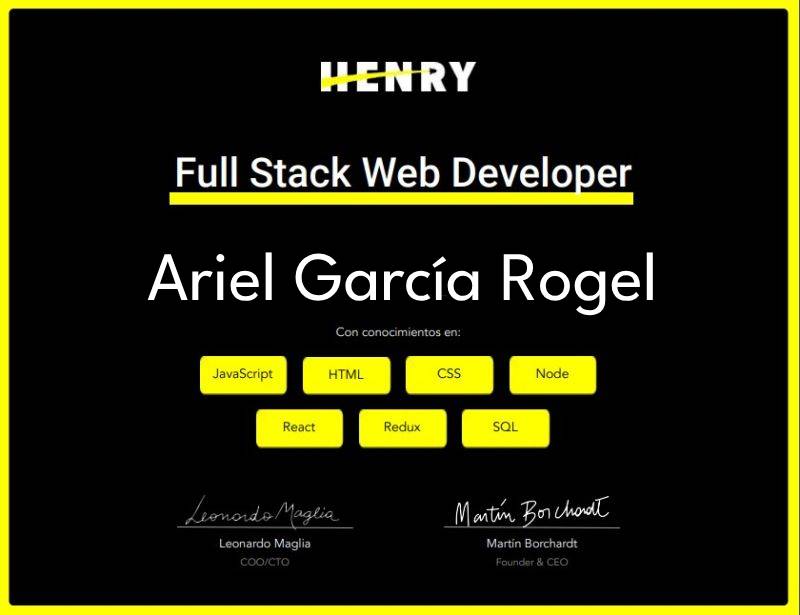 HENRY
Full Stack Web Developer
Ariel García Rogel
Con conocimientos en:
JavaScript HTML CSS Node
React Redux SQL
Leonardo Maglia Martín Borchardt
Leonardo Maglia Martín Borchardt
COO/CTO Founder & CEO